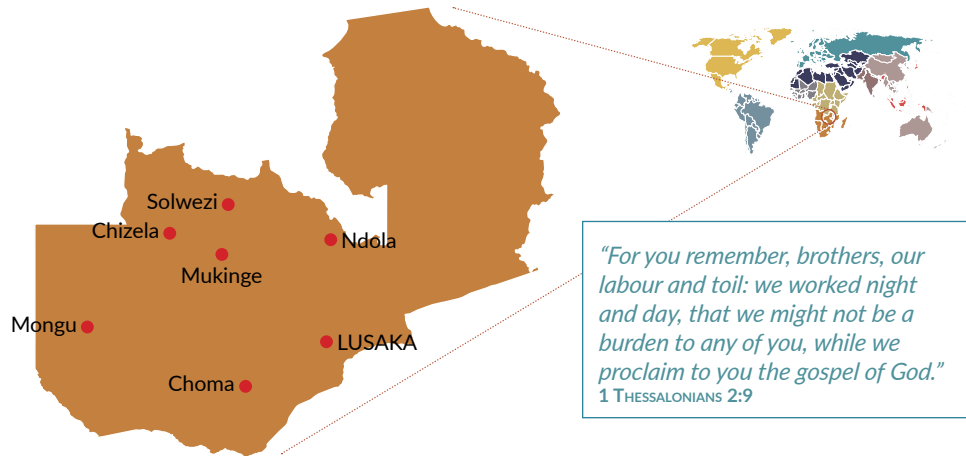 Solwezi
Chizela
Ndola
Mukinge
Mongu
LUSAKA
Choma
“For you remember, brothers, our
labour and toil: we worked night
and day, that we might not be a
burden to any of you, while we
proclaim to you the gospel of God.”
1 Thessalonians 2:9